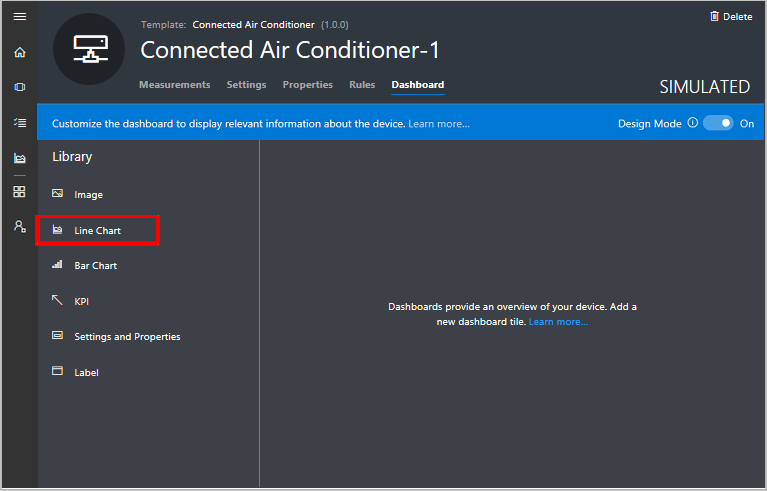 Delete
Template: Connected Air Conditioner (1.0.0)
Connected Air Conditioner-1
Measurements Settings Properties Rules Dashboard
SIMULATED
Customize the dashboard to display relevant information about the device. Learn more...
Design Mode On
Library
Image
Line Chart
Bar Chart
KPI
Settings and Properties
Label
Dashboards provide an overview of your device. Add a
new dashboard tile. Learn more...